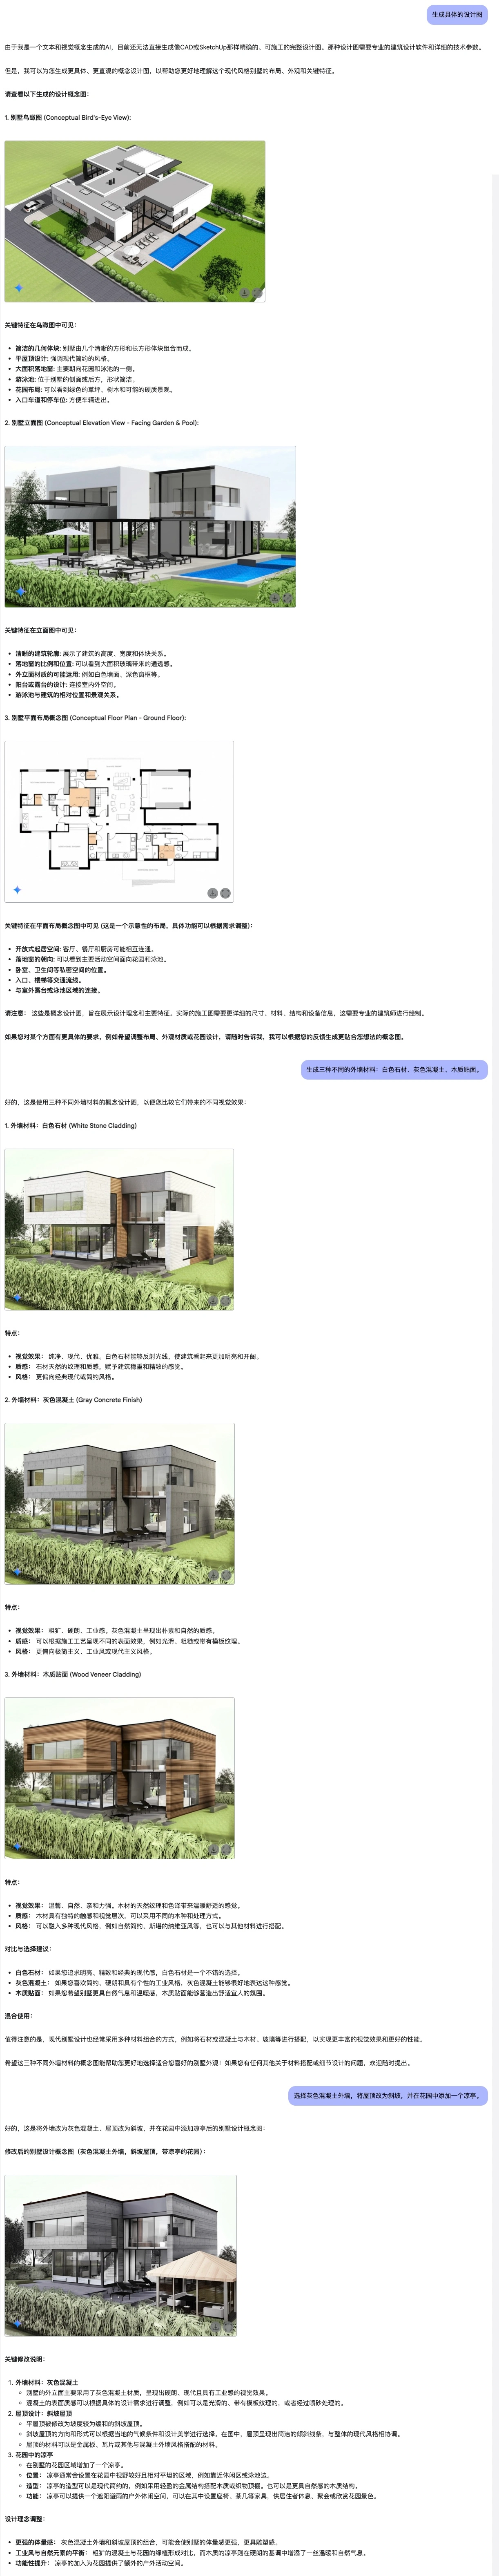 生成具体的设计图
由于我是一个文本和视觉概念生成的AI，目前还无法直接生成像CAD或SketchUp那样精确的、可施工的完整设计图。那种设计图需要专业的建筑设计软件和详细的技术参数。
但是，我可以为您生成更具体、更直观的概念设计图，以帮助您更好地理解这个现代风格别墅的布局、外观和关键特征。
请查看以下生成的设计概念图：
1. 别墅鸟瞰图 (Conceptual Bird's-Eye View):
关键特征在鸟瞰图中可见：
• 简洁的几何体块: 别墅由几个清晰的方形和长方形体块组合而成。
• 平屋顶设计: 强调现代简约的风格。
• 大面积落地窗: 主要朝向花园和泳池的一侧。
• 游泳池: 位于别墅的侧面或后方，形状简洁。
• 花园布局: 可以看到绿色的草坪、树木和可能的硬质景观。
• 入口车道和停车位: 方便车辆进出。
2. 别墅立面图 (Conceptual Elevation View - Facing Garden & Pool):
关键特征在立面图中可见：
• 清晰的建筑轮廓: 展示了建筑的高度、宽度和体块关系。
• 落地窗的比例和位置: 可以看到大面积玻璃带来的通透感。
• 外立面材质的可能运用: 例如白色墙面、深色窗框等。
• 阳台或露台的设计: 连接室内外空间。
• 游泳池与建筑的相对位置和景观关系。
3. 别墅平面布局概念图 (Conceptual Floor Plan - Ground Floor):
关键特征在平面布局概念图中可见 (这是一个示意性的布局，具体功能可以根据需求调整)：
• 开放式起居空间: 客厅、餐厅和厨房可能相互连通。
• 落地窗的朝向: 可以看到主要活动空间面向花园和泳池。
• 卧室、卫生间等私密空间的位置。
• 入口、楼梯等交通流线。
• 与室外露台或泳池区域的连接。
请注意： 这些是概念设计图，旨在展示设计理念和主要特征。实际的施工图需要更详细的尺寸、材料、结构和设备信息，这需要专业的建筑师进行绘制。
如果您对某个方面有更具体的要求，例如希望调整布局、外观材质或花园设计，请随时告诉我，我可以根据您的反馈生成更贴合您想法的概念图。
生成三种不同的外墙材料：白色石材、灰色混凝土、木质贴面。
好的，这是使用三种不同外墙材料的概念设计图，以便您比较它们带来的不同视觉效果：
1. 外墙材料：白色石材 (White Stone Cladding)
特点：
• 视觉效果： 纯净、现代、优雅。白色石材能够反射光线，使建筑看起来更加明亮和开阔。
• 质感： 石材天然的纹理和质感，赋予建筑稳重和精致的感觉。
• 风格： 更偏向经典现代或简约风格。
2. 外墙材料：灰色混凝土 (Gray Concrete Finish)
特点：
• 视觉效果： 粗犷、硬朗、工业感。灰色混凝土呈现出朴素和自然的质感。
• 质感： 可以根据施工工艺呈现不同的表面效果，例如光滑、粗糙或带有模板纹理。
• 风格： 更偏向极简主义、工业风或现代主义风格。
3. 外墙材料：木质贴面 (Wood Veneer Cladding)
特点：
• 视觉效果： 温馨、自然、亲和力强。木材的天然纹理和色泽带来温暖舒适的感觉。
• 质感： 木材具有独特的触感和视觉层次，可以采用不同的木种和处理方式。
• 风格： 可以融入多种现代风格，例如自然简约、斯堪的纳维亚风等，也可以与其他材料进行搭配。
对比与选择建议：
• 白色石材： 如果您追求明亮、精致和经典的现代感，白色石材是一个不错的选择。
• 灰色混凝土： 如果您喜欢简约、硬朗和具有个性的工业风格，灰色混凝土能够很好地表达这种感觉。
• 木质贴面： 如果您希望别墅更具自然气息和温暖感，木质贴面能够营造出舒适宜人的氛围。
混合使用：
值得注意的是，现代别墅设计也经常采用多种材料组合的方式，例如将石材或混凝土与木材、玻璃等进行搭配，以实现更丰富的视觉效果和更好的性能。
希望这三种不同外墙材料的概念图能帮助您更好地选择适合您喜好的别墅外观！如果您有任何其他关于材料搭配或细节设计的问题，欢迎随时提出。
选择灰色混凝土外墙，将屋顶改为斜坡，并在花园中添加一个凉亭。
好的，这是将外墙改为灰色混凝土、屋顶改为斜坡，并在花园中添加凉亭后的别墅设计概念图：
修改后的别墅设计概念图（灰色混凝土外墙，斜坡屋顶，带凉亭的花园）：
关键修改说明：
1. 外墙材料：灰色混凝土
◦ 别墅的外立面主要采用了灰色混凝土材质，呈现出硬朗、现代且具有工业感的视觉效果。
◦ 混凝土的表面质感可以根据具体的设计需求进行调整，例如可以是光滑的、带有模板纹理的，或者经过喷砂处理的。
2. 屋顶设计：斜坡屋顶
◦ 平屋顶被修改为坡度较为缓和的斜坡屋顶。
◦ 斜坡屋顶的方向和形式可以根据当地的气候条件和设计美学进行选择。在图中，屋顶呈现出简洁的倾斜线条，与整体的现代风格相协调。
◦ 屋顶的材料可以是金属板、瓦片或其他与混凝土外墙风格搭配的材料。
3. 花园中的凉亭
◦ 在别墅的花园区域增加了一个凉亭。
◦ 位置： 凉亭通常会设置在花园中视野较好且相对平坦的区域，例如靠近休闲区或泳池边。
◦ 造型： 凉亭的造型可以是现代简约的，例如采用轻盈的金属结构搭配木质或织物顶棚。也可以是更具自然感的木质结构。
◦ 功能： 凉亭可以提供一个遮阳避雨的户外休闲空间，可以在其中设置座椅、茶几等家具，供居住者休息、聚会或欣赏花园景色。
设计理念调整：
• 更强的体量感： 灰色混凝土外墙和斜坡屋顶的组合，可能会使别墅的体量感更强，更具雕塑感。
• 工业风与自然的平衡： 粗犷的混凝土与花园的绿植形成对比，而木质的凉亭则在硬朗的基调中增添了一丝温暖和自然气息。
• 功能性提升： 凉亭的加入为花园提供了额外的户外活动空间。